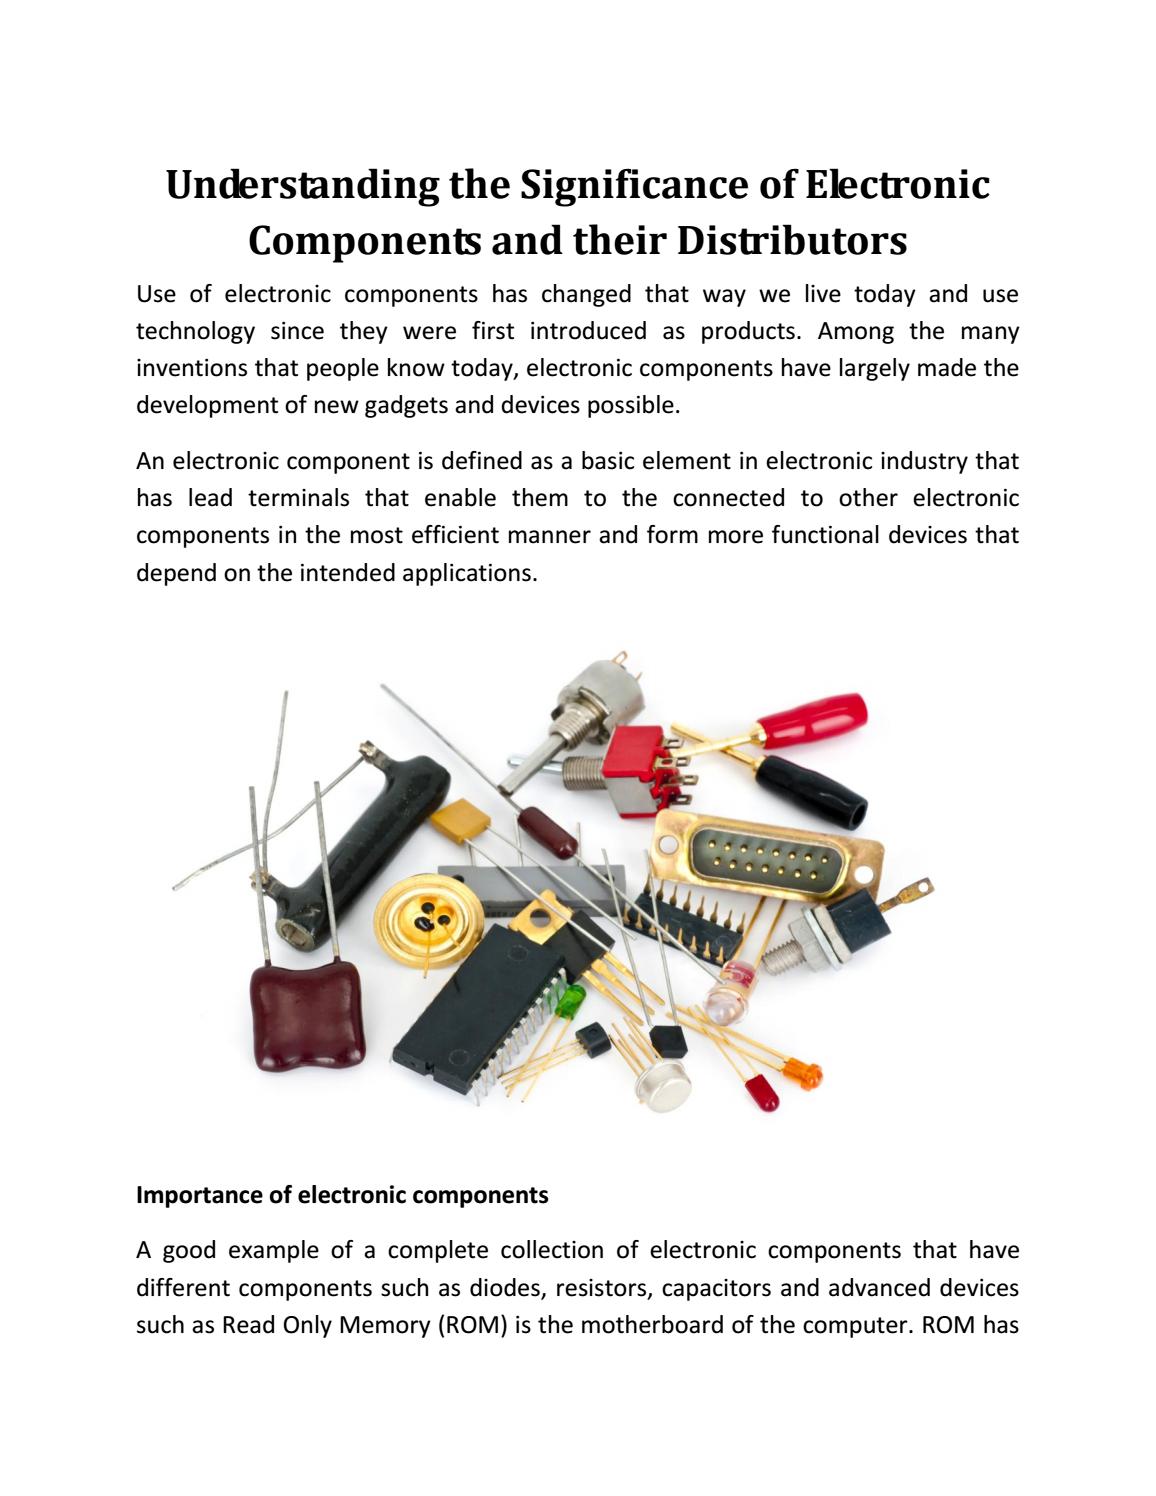 Understanding the Significance of Electronic
Components and their Distributors
Use of electronic components has changed that way we live today and use
technology since they were first introduced as products. Among the many
inventions that people know today, electronic components have largely made the
development of new gadgets and devices possible.
An electronic component is defined as a basic element in electronic industry that
has lead terminals that enable them to the connected to other electronic
components in the most efficient manner and form more functional devices that
depend on the intended applications.
Importance of electronic components
A good example of a complete collection of electronic components that have
different components such as diodes, resistors, capacitors and advanced devices
such as Read Only Memory (ROM) is the motherboard of the computer. ROM has